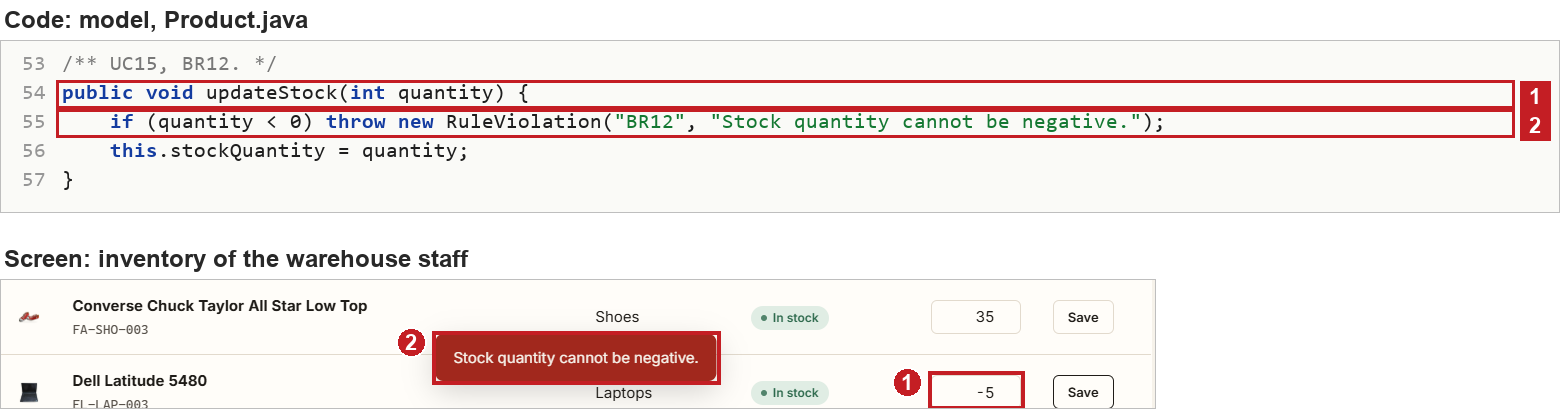 Code: model, Product.java
53 /** UC15, BR12. */
54 public void updateStock(int quantity) { 1
55 if (quantity < 0) throw new RuleViolation("BR12", "Stock quantity cannot be negative."); 2
56 this.stockQuantity = quantity;
57 }
Screen: inventory of the warehouse staff
Converse Chuck Taylor All Star Low Top
FA-SHO-003
Shoes
In stock
35
Save
2 Stock quantity cannot be negative.
Dell Latitude 5480
EL-LAP-003
Laptops
In stock
1 -5
Save